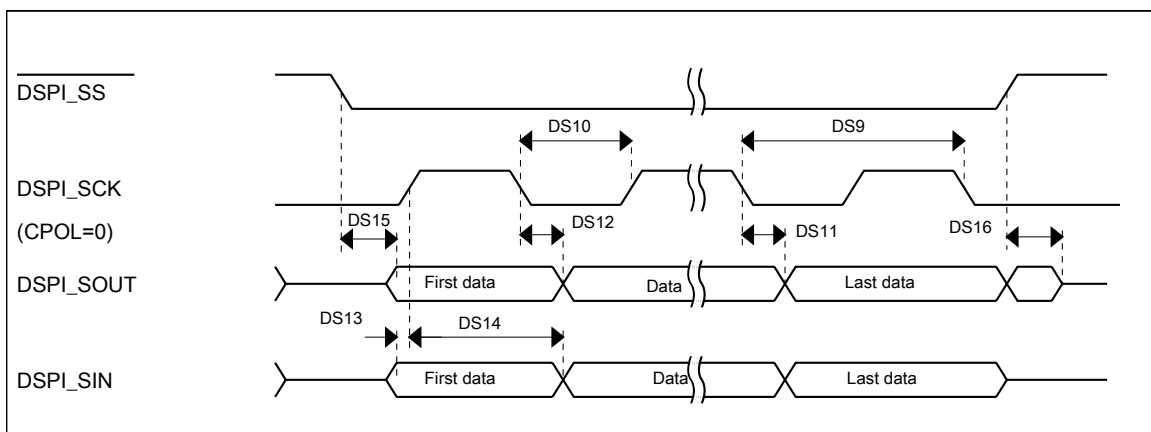 DSPI_SS
DS10
DS9
DSPI_SCK
(CPOL=0)
DS15
DS12
DS11
DS16
DSPI_SOUT
First data
Data
Last data
DS13
DS14
DSPI_SIN
First data
Data
Last data